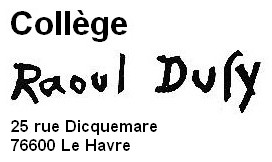 Collège
Raoul Dufy
25 rue Dicquemare
76600 Le Havre